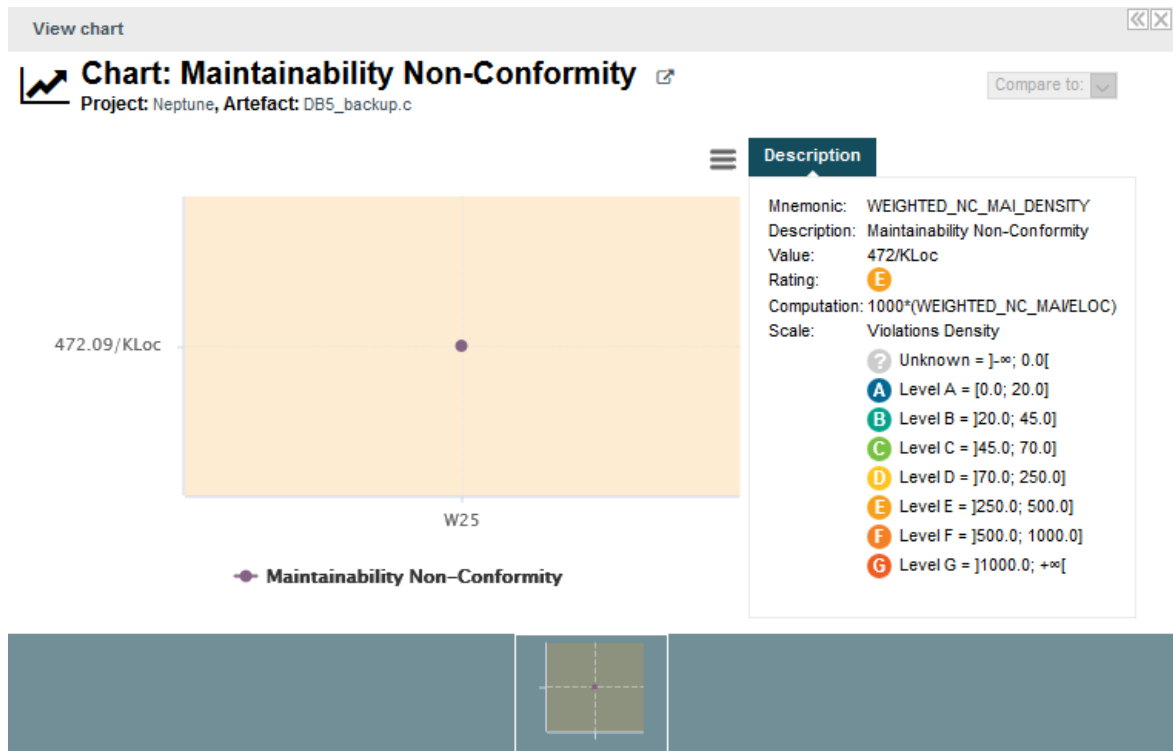 View chart
Chart: Maintainability Non-Conformity
Project: Neptune, Artefact: DB5_backup.c
Compare to:
472.09/KLoc
W25
Maintainability Non-Conformity
Description
Mnemonic: WEIGHTED_NC_MAI_DENSITY
Description: Maintainability Non-Conformity
Value: 472/KLoc
Rating: E
Computation: 1000*(WEIGHTED_NC_MAI/ELOC)
Scale: Violations Density
? Unknown = ]-∞; 0.0[
A Level A = [0.0; 20.0]
B Level B = ]20.0; 45.0]
C Level C = ]45.0; 70.0]
D Level D = ]70.0; 250.0]
E Level E = ]250.0; 500.0]
F Level F = ]500.0; 1000.0]
G Level G = ]1000.0; +∞[